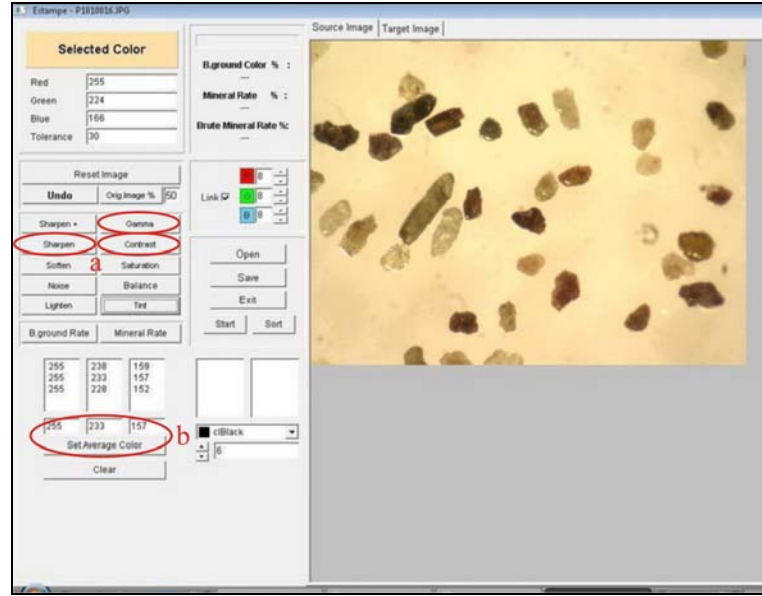 Estampe - P1010016.JPG
Source Image Target Image
Selected Color
Red 255
Green 224
Blue 166
Tolerance 30
B.ground Color % :
---
Mineral Rate % :
---
Brute Mineral Rate %:
---
Reset Image
Undo Orig.Image % 50
Link R 8
G 8
B 8
Sharpen + Gamma
Sharpen Contrast
a
Soften Saturation
Noise Balance
Lighten Tint
Open
Save
Exit
Start Sort
B.ground Rate Mineral Rate
255 238 159
255 233 157
255 228 152
255 233 157
Set Average Color
b
clBlack
6
Clear